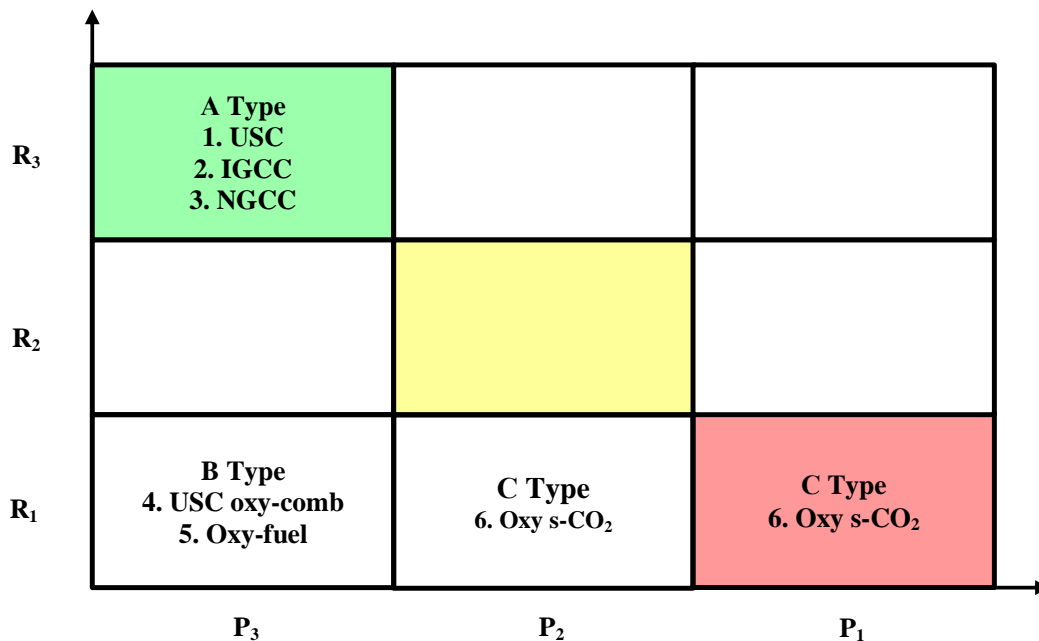 R₃
A Type
1. USC
2. IGCC
3. NGCC
R₂
R₁
B Type
4. USC oxy-comb
5. Oxy-fuel
C Type
6. Oxy s-CO₂
C Type
6. Oxy s-CO₂
P₃
P₂
P₁